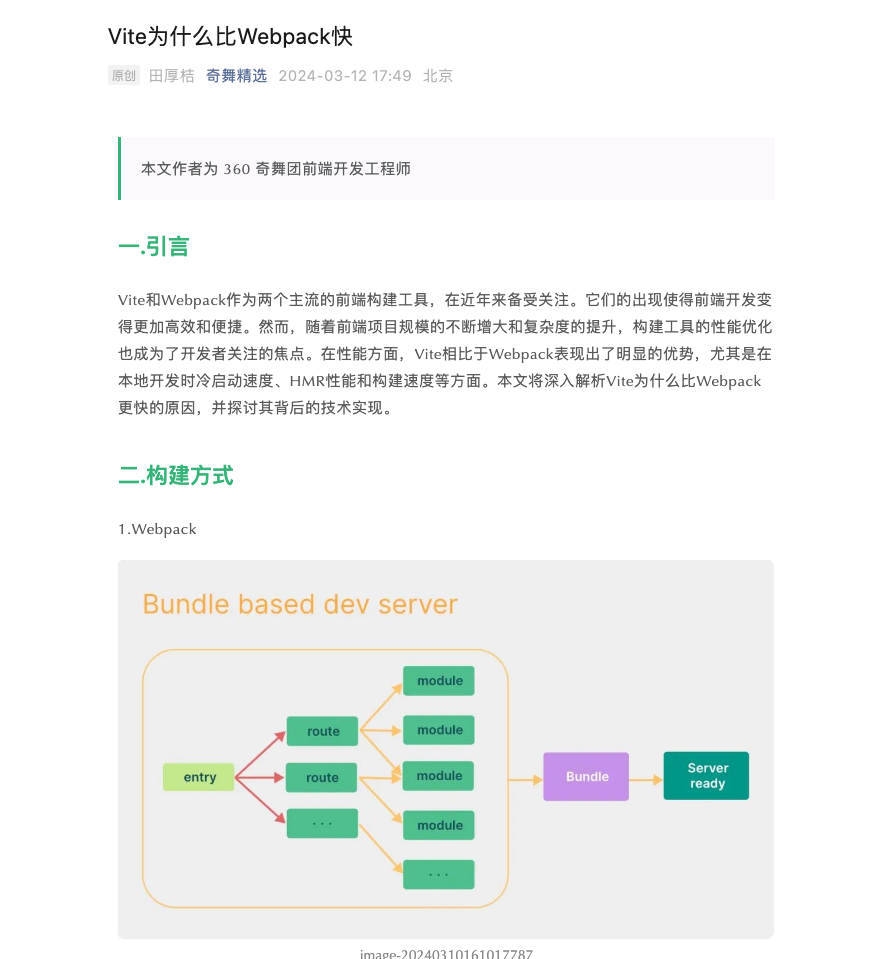 Vite为什么比Webpack快
原创 田厚桔 奇舞精选 2024-03-12 17:49 北京
本文作者为 360 奇舞团前端开发工程师
一.引言
Vite和Webpack作为两个主流的前端构建工具，在近年来备受关注。它们的出现使得前端开发变
得更加高效和便捷。然而，随着前端项目规模的不断增大和复杂度的提升，构建工具的性能优化
也成为了开发者关注的焦点。在性能方面，Vite相比于Webpack表现出了明显的优势，尤其是在
本地开发时冷启动速度、HMR性能和构建速度等方面。本文将深入解析Vite为什么比Webpack
更快的原因，并探讨其背后的技术实现。
二.构建方式
1.Webpack
Bundle based dev server
entry
route
route
· · ·
module
module
module
module
· · ·
Bundle
Server
ready
image-20240310161017787